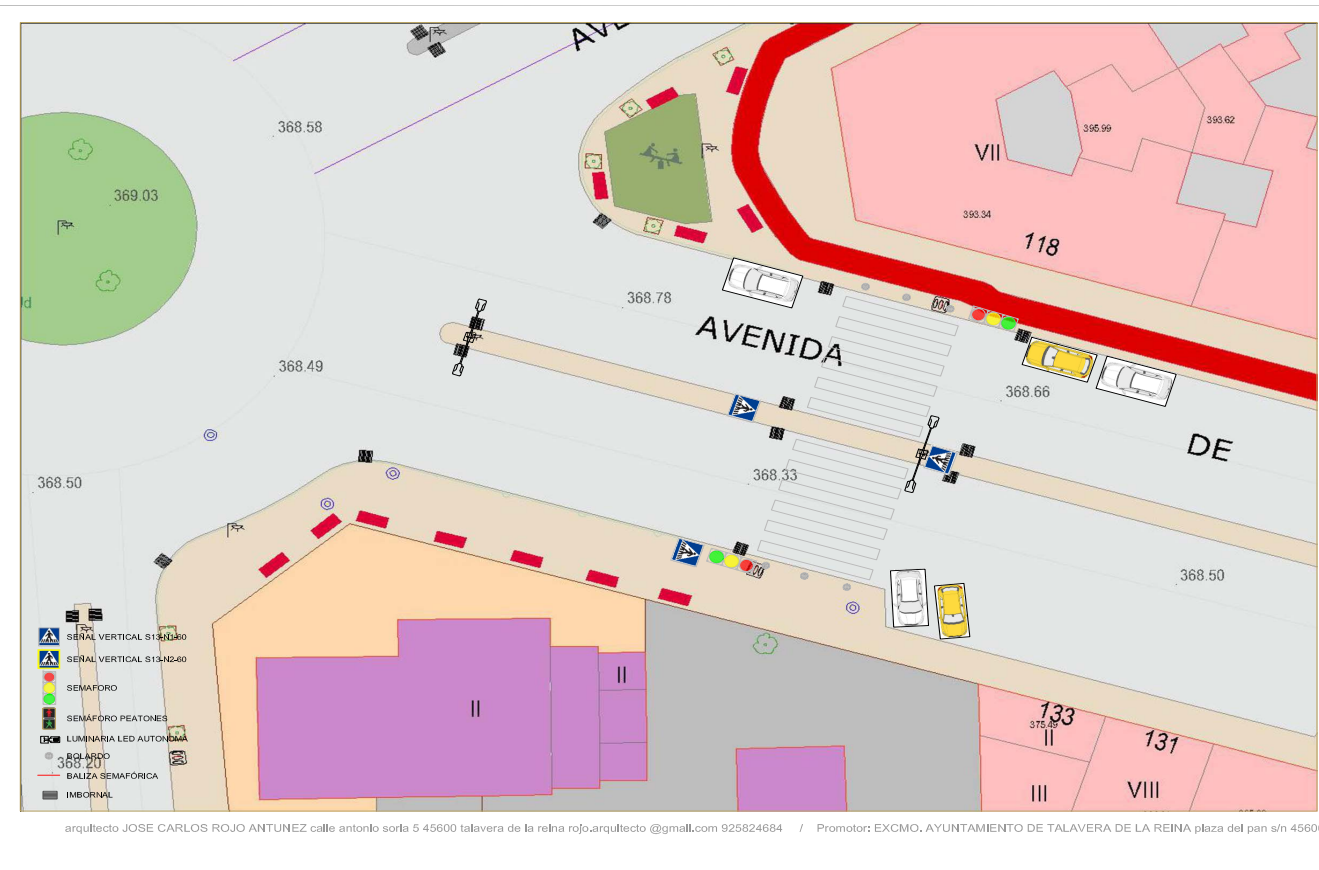 AVE
368.58
395.99
393.62
VII
369.03
393.34
118
368.78
AVENIDA
368.49
368.66
DE
368.33
368.50
368.50
SEÑAL VERTICAL S13-N1-60
SEÑAL VERTICAL S13-N2-60
II
II
SEMAFORO
SEMÁFORO PEATONES
133
375.49
II
131
LUMINARIA LED AUTONOMA
BOLARDO
368.20
BALIZA SEMAFÓRICA
IMBORNAL
III
VIII
arquitecto JOSE CARLOS ROJO ANTUNEZ calle antonio soria 5 45600 talavera de la reina rojo.arquitecto @gmail.com 925824684 / Promotor: EXCMO. AYUNTAMIENTO DE TALAVERA DE LA REINA plaza del pan s/n 45600